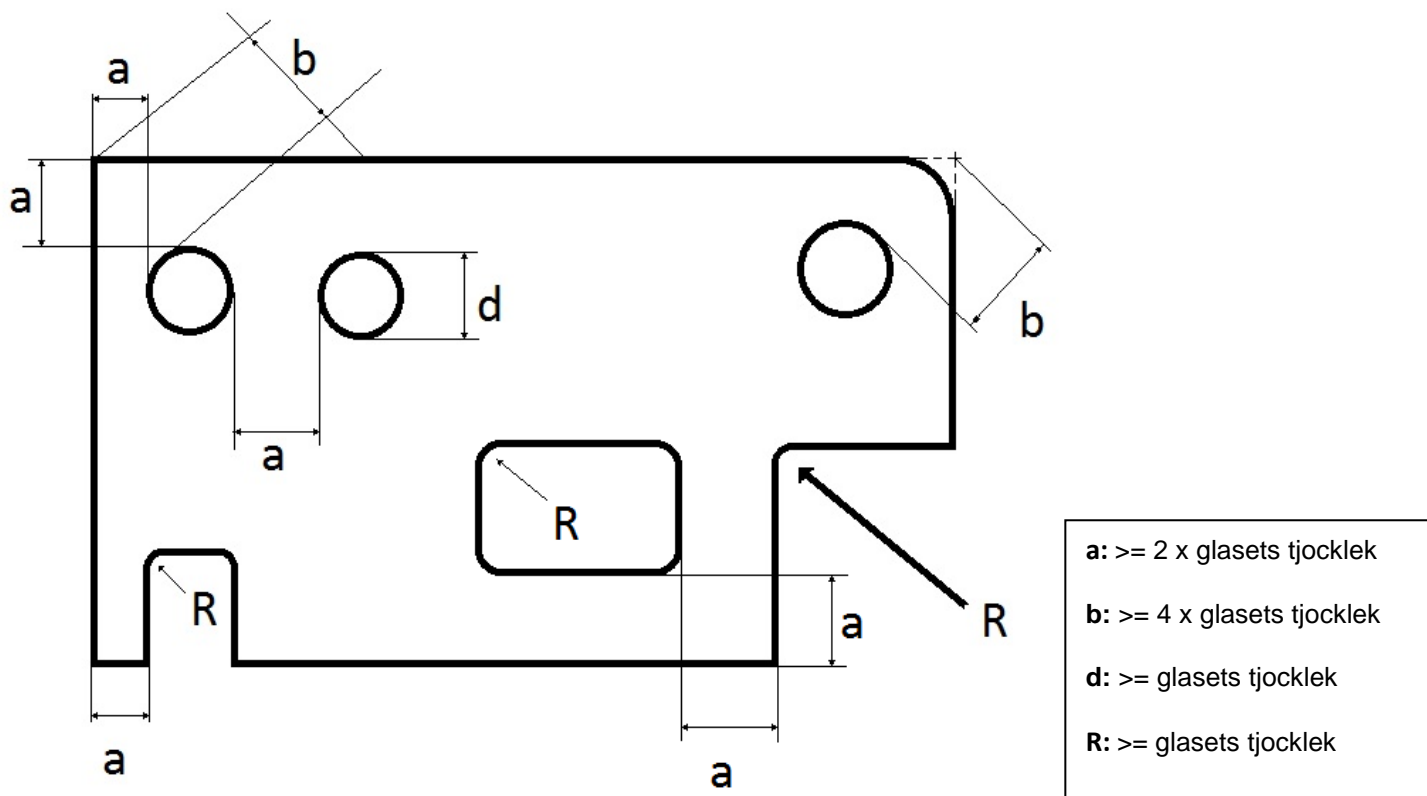 a
b
a
d
b
a
R
R
a
R
a
a
a: >= 2 x glasets tjocklek
b: >= 4 x glasets tjocklek
d: >= glasets tjocklek
R: >= glasets tjocklek